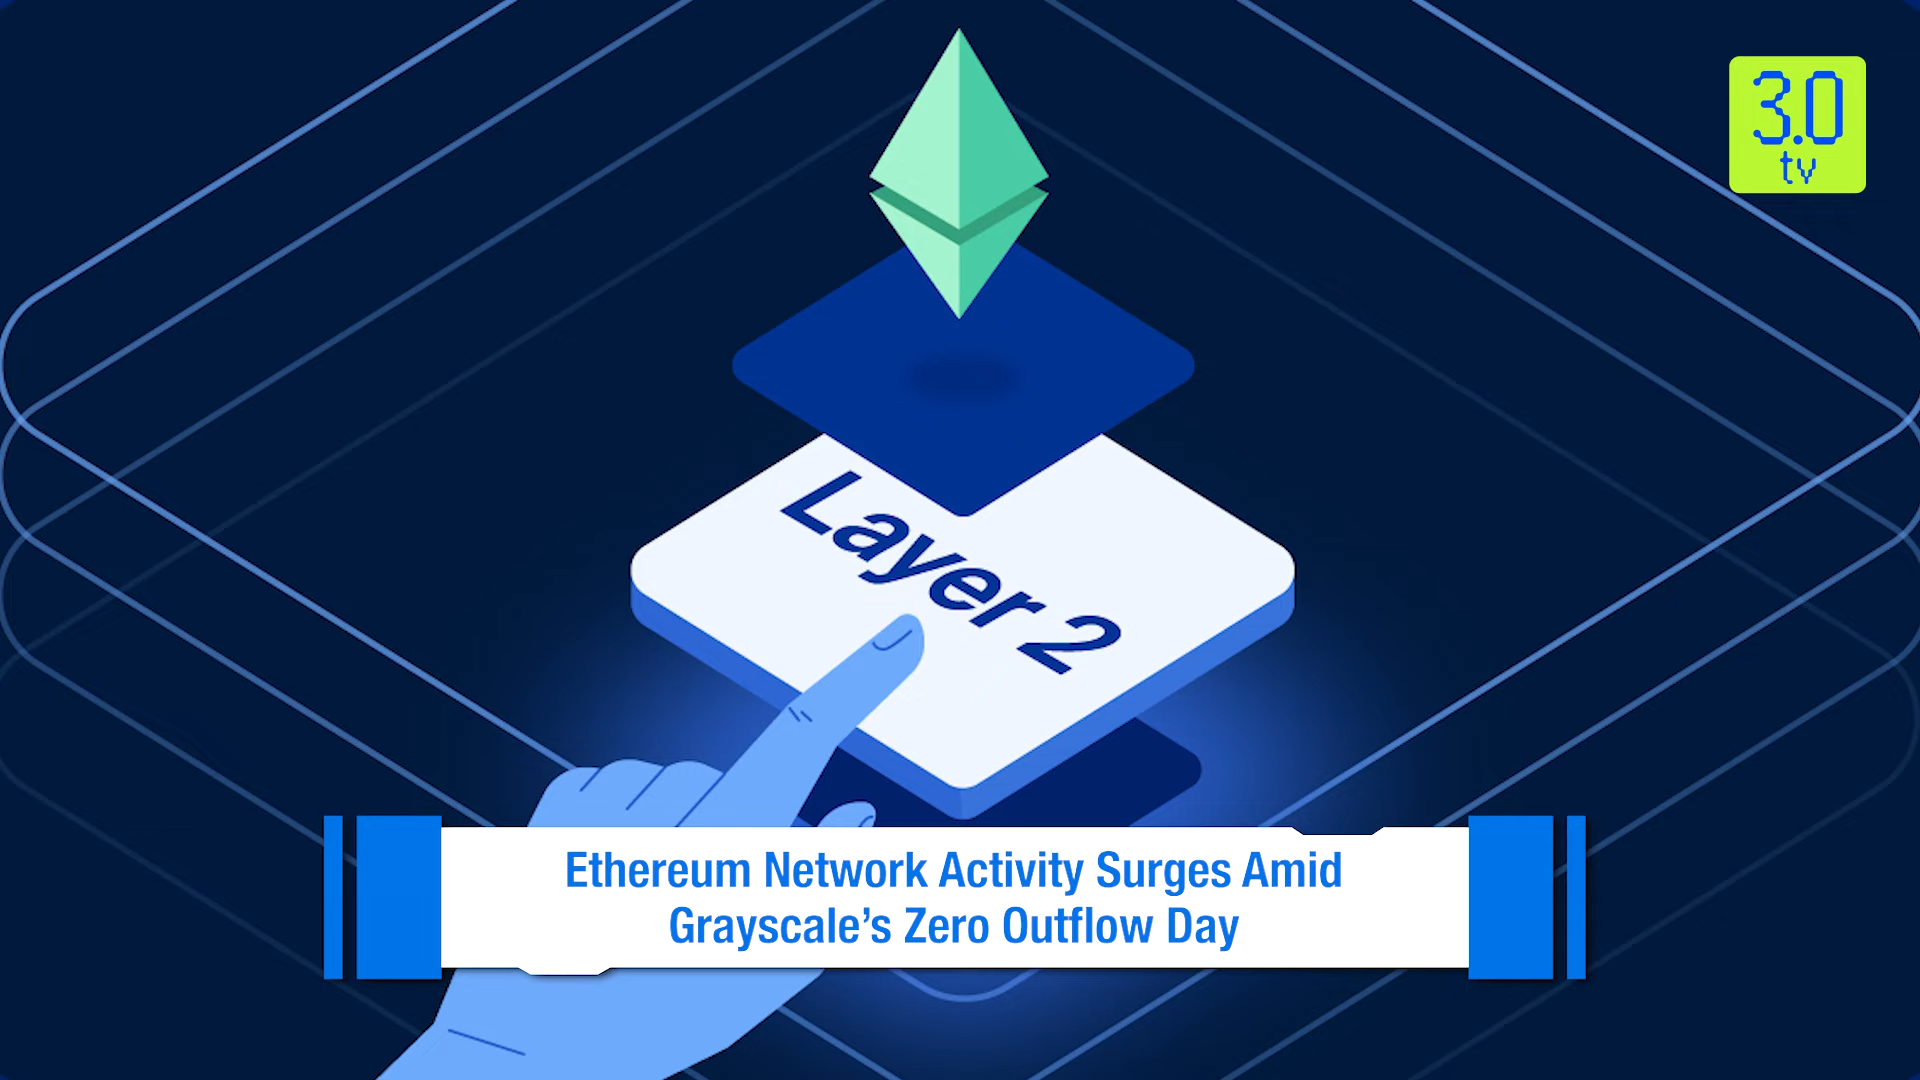 3.0
tv
Layer 2
Ethereum Network Activity Surges Amid
Grayscale’s Zero Outflow Day